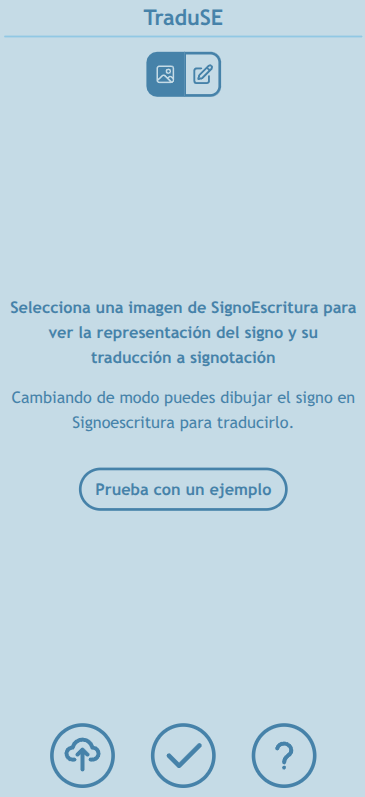 TraduSE
Selecciona una imagen de SignoEscritura para
ver la representación del signo y su
traducción a signotación
Cambiando de modo puedes dibujar el signo en
Signoescritura para traducirlo.
Prueba con un ejemplo
?